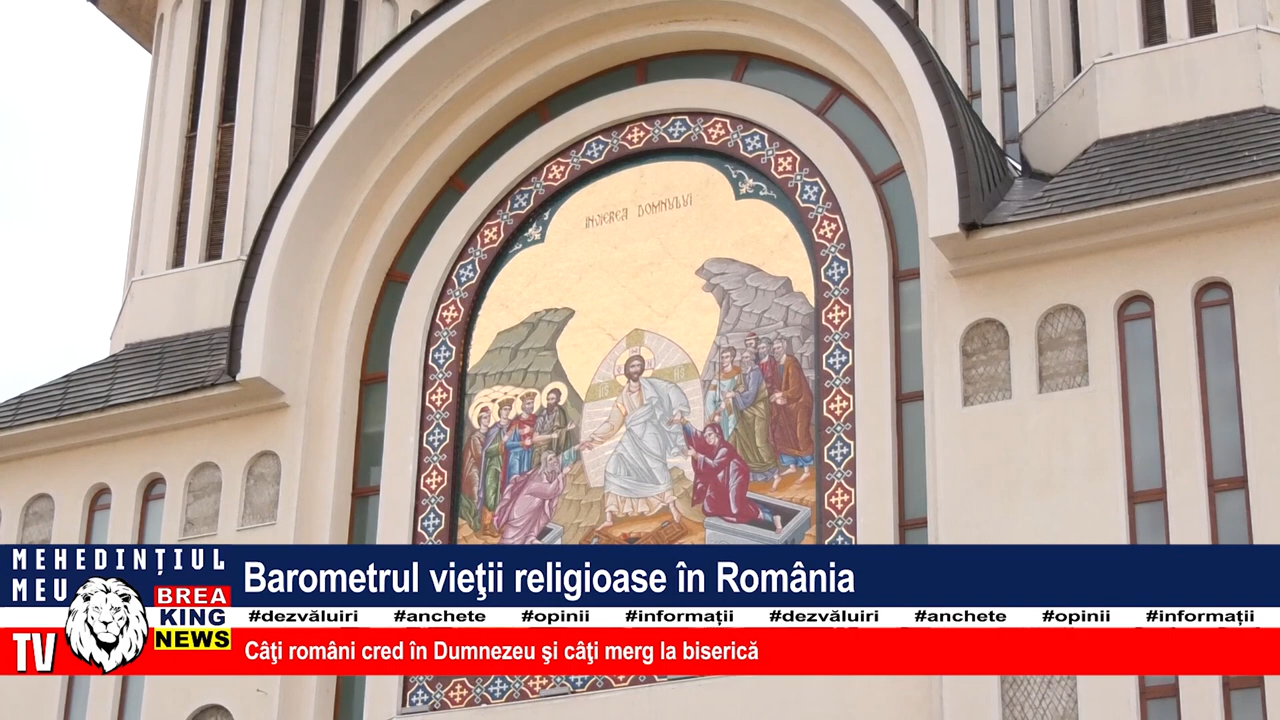 ÎNVIEREA DOMNULUI
MEHEDINȚIUL
MEU
TV
BREA
KING
NEWS
Barometrul vieţii religioase în România
#dezvăluiri #anchete #opinii #informații #dezvăluiri #anchete #opinii #informații
Câţi români cred în Dumnezeu şi câţi merg la biserică